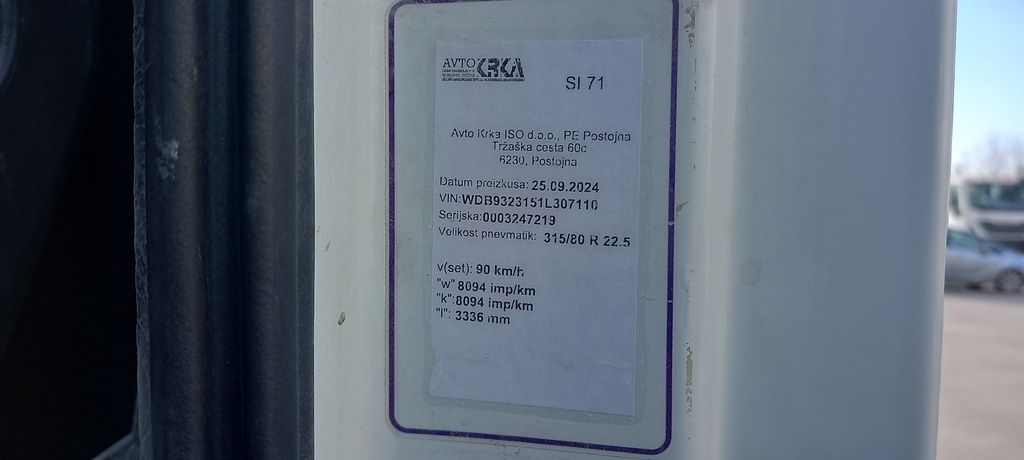 AVTO KRKA
SI 71
Avto Krka ISO d.o.o., PE Postojna
Tržaška cesta 60c
6230, Postojna
Datum preizkusa: 25.09.2024
VIN:WDB9323151L307110
Serijska:0003247219
Velikost pnevmatik: 315/80 R 22.5
v(set): 90 km/h
"w" 8094 imp/km
"k":8094 imp/km
"l": 3336 mm